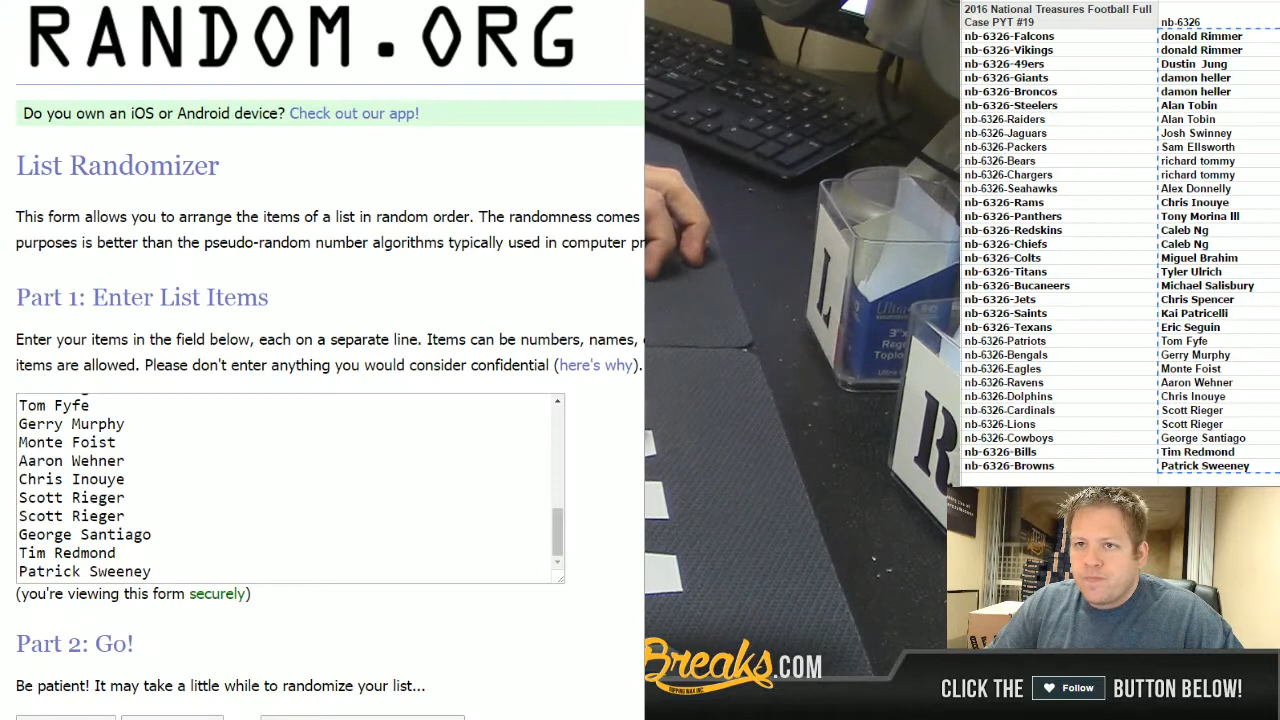 RANDOM.ORG
Do you own an iOS or Android device? Check out our app!
List Randomizer
This form allows you to arrange the items of a list in random order. The randomness comes
purposes is better than the pseudo-random number algorithms typically used in computer pr
Part 1: Enter List Items
Enter your items in the field below, each on a separate line. Items can be numbers, names,
items are allowed. Please don't enter anything you would consider confidential (here's why).
Tom Fyfe
Gerry Murphy
Monte Foist
Aaron Wehner
Chris Inouye
Scott Rieger
Scott Rieger
George Santiago
Tim Redmond
Patrick Sweeney
(you're viewing this form securely)
Part 2: Go!
Be patient! It may take a little while to randomize your list...
L
Ultra
3"x
Regu
Toplo
R
2016 National Treasures Football Full
Case PYT #19 nb-6326
nb-6326-Falcons donald Rimmer
nb-6326-Vikings donald Rimmer
nb-6326-49ers Dustin Jung
nb-6326-Giants damon heller
nb-6326-Broncos damon heller
nb-6326-Steelers Alan Tobin
nb-6326-Raiders Alan Tobin
nb-6326-Jaguars Josh Swinney
nb-6326-Packers Sam Ellsworth
nb-6326-Bears richard tommy
nb-6326-Chargers richard tommy
nb-6326-Seahawks Alex Donnelly
nb-6326-Rams Chris Inouye
nb-6326-Panthers Tony Morina III
nb-6326-Redskins Caleb Ng
nb-6326-Chiefs Caleb Ng
nb-6326-Colts Miguel Brahim
nb-6326-Titans Tyler Ulrich
nb-6326-Bucaneers Michael Salisbury
nb-6326-Jets Chris Spencer
nb-6326-Saints Kai Patricelli
nb-6326-Texans Eric Seguin
nb-6326-Patriots Tom Fyfe
nb-6326-Bengals Gerry Murphy
nb-6326-Eagles Monte Foist
nb-6326-Ravens Aaron Wehner
nb-6326-Dolphins Chris Inouye
nb-6326-Cardinals Scott Rieger
nb-6326-Lions Scott Rieger
nb-6326-Cowboys George Santiago
nb-6326-Bills Tim Redmond
nb-6326-Browns Patrick Sweeney
Breaks.COM
RIPPING WAX INC
CLICK THE Follow BUTTON BELOW!